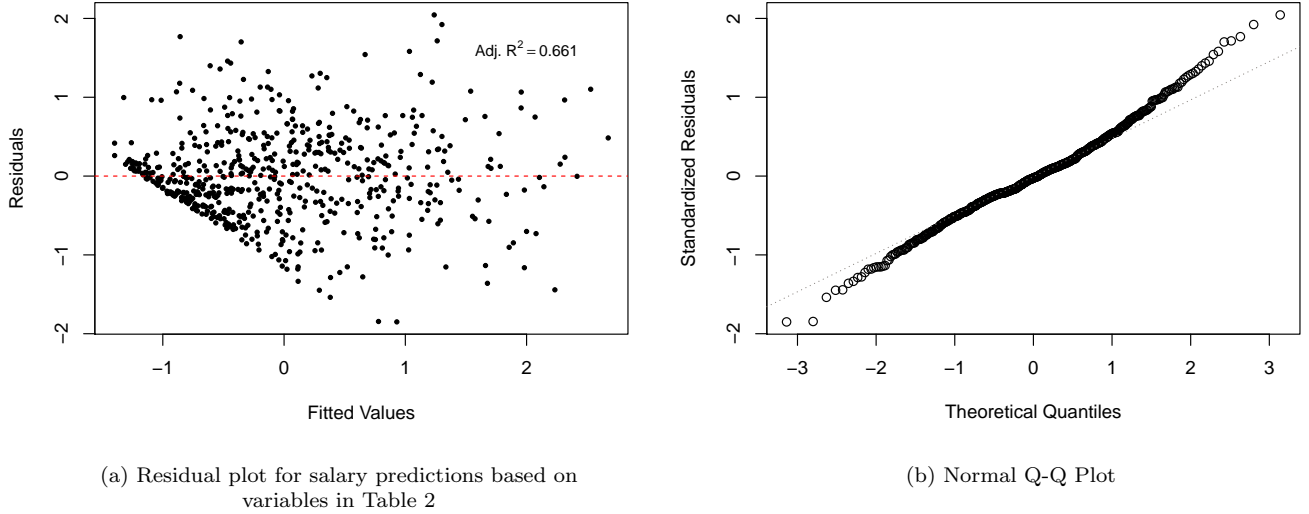 Adj. R² = 0.661
Residuals
2
1
0
−1
−2
−1
0
1
2
Fitted Values
(a) Residual plot for salary predictions based on
variables in Table 2
Standardized Residuals
2
1
0
−1
−2
−3
−2
−1
0
1
2
3
Theoretical Quantiles
(b) Normal Q-Q Plot